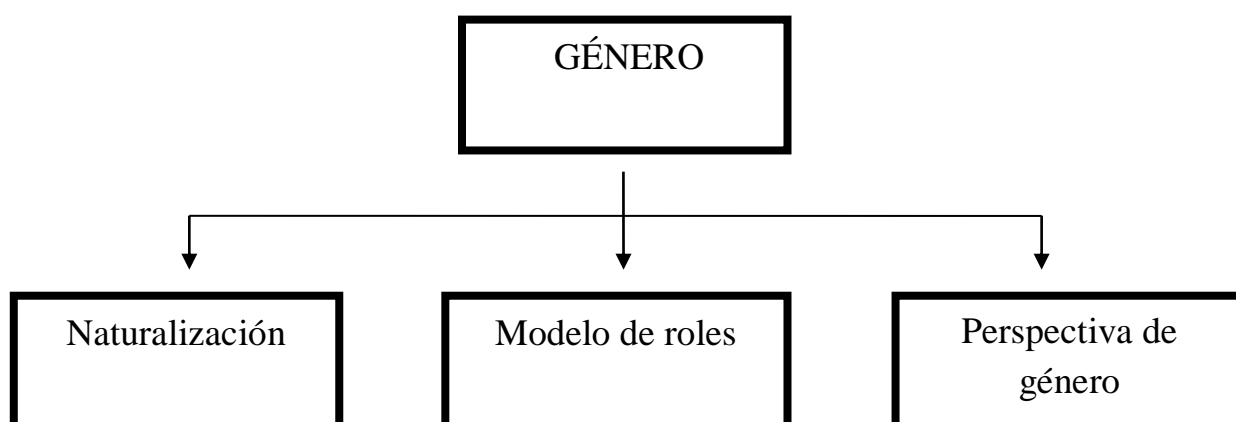 GÉNERO
Naturalización
Modelo de roles
Perspectiva de
género